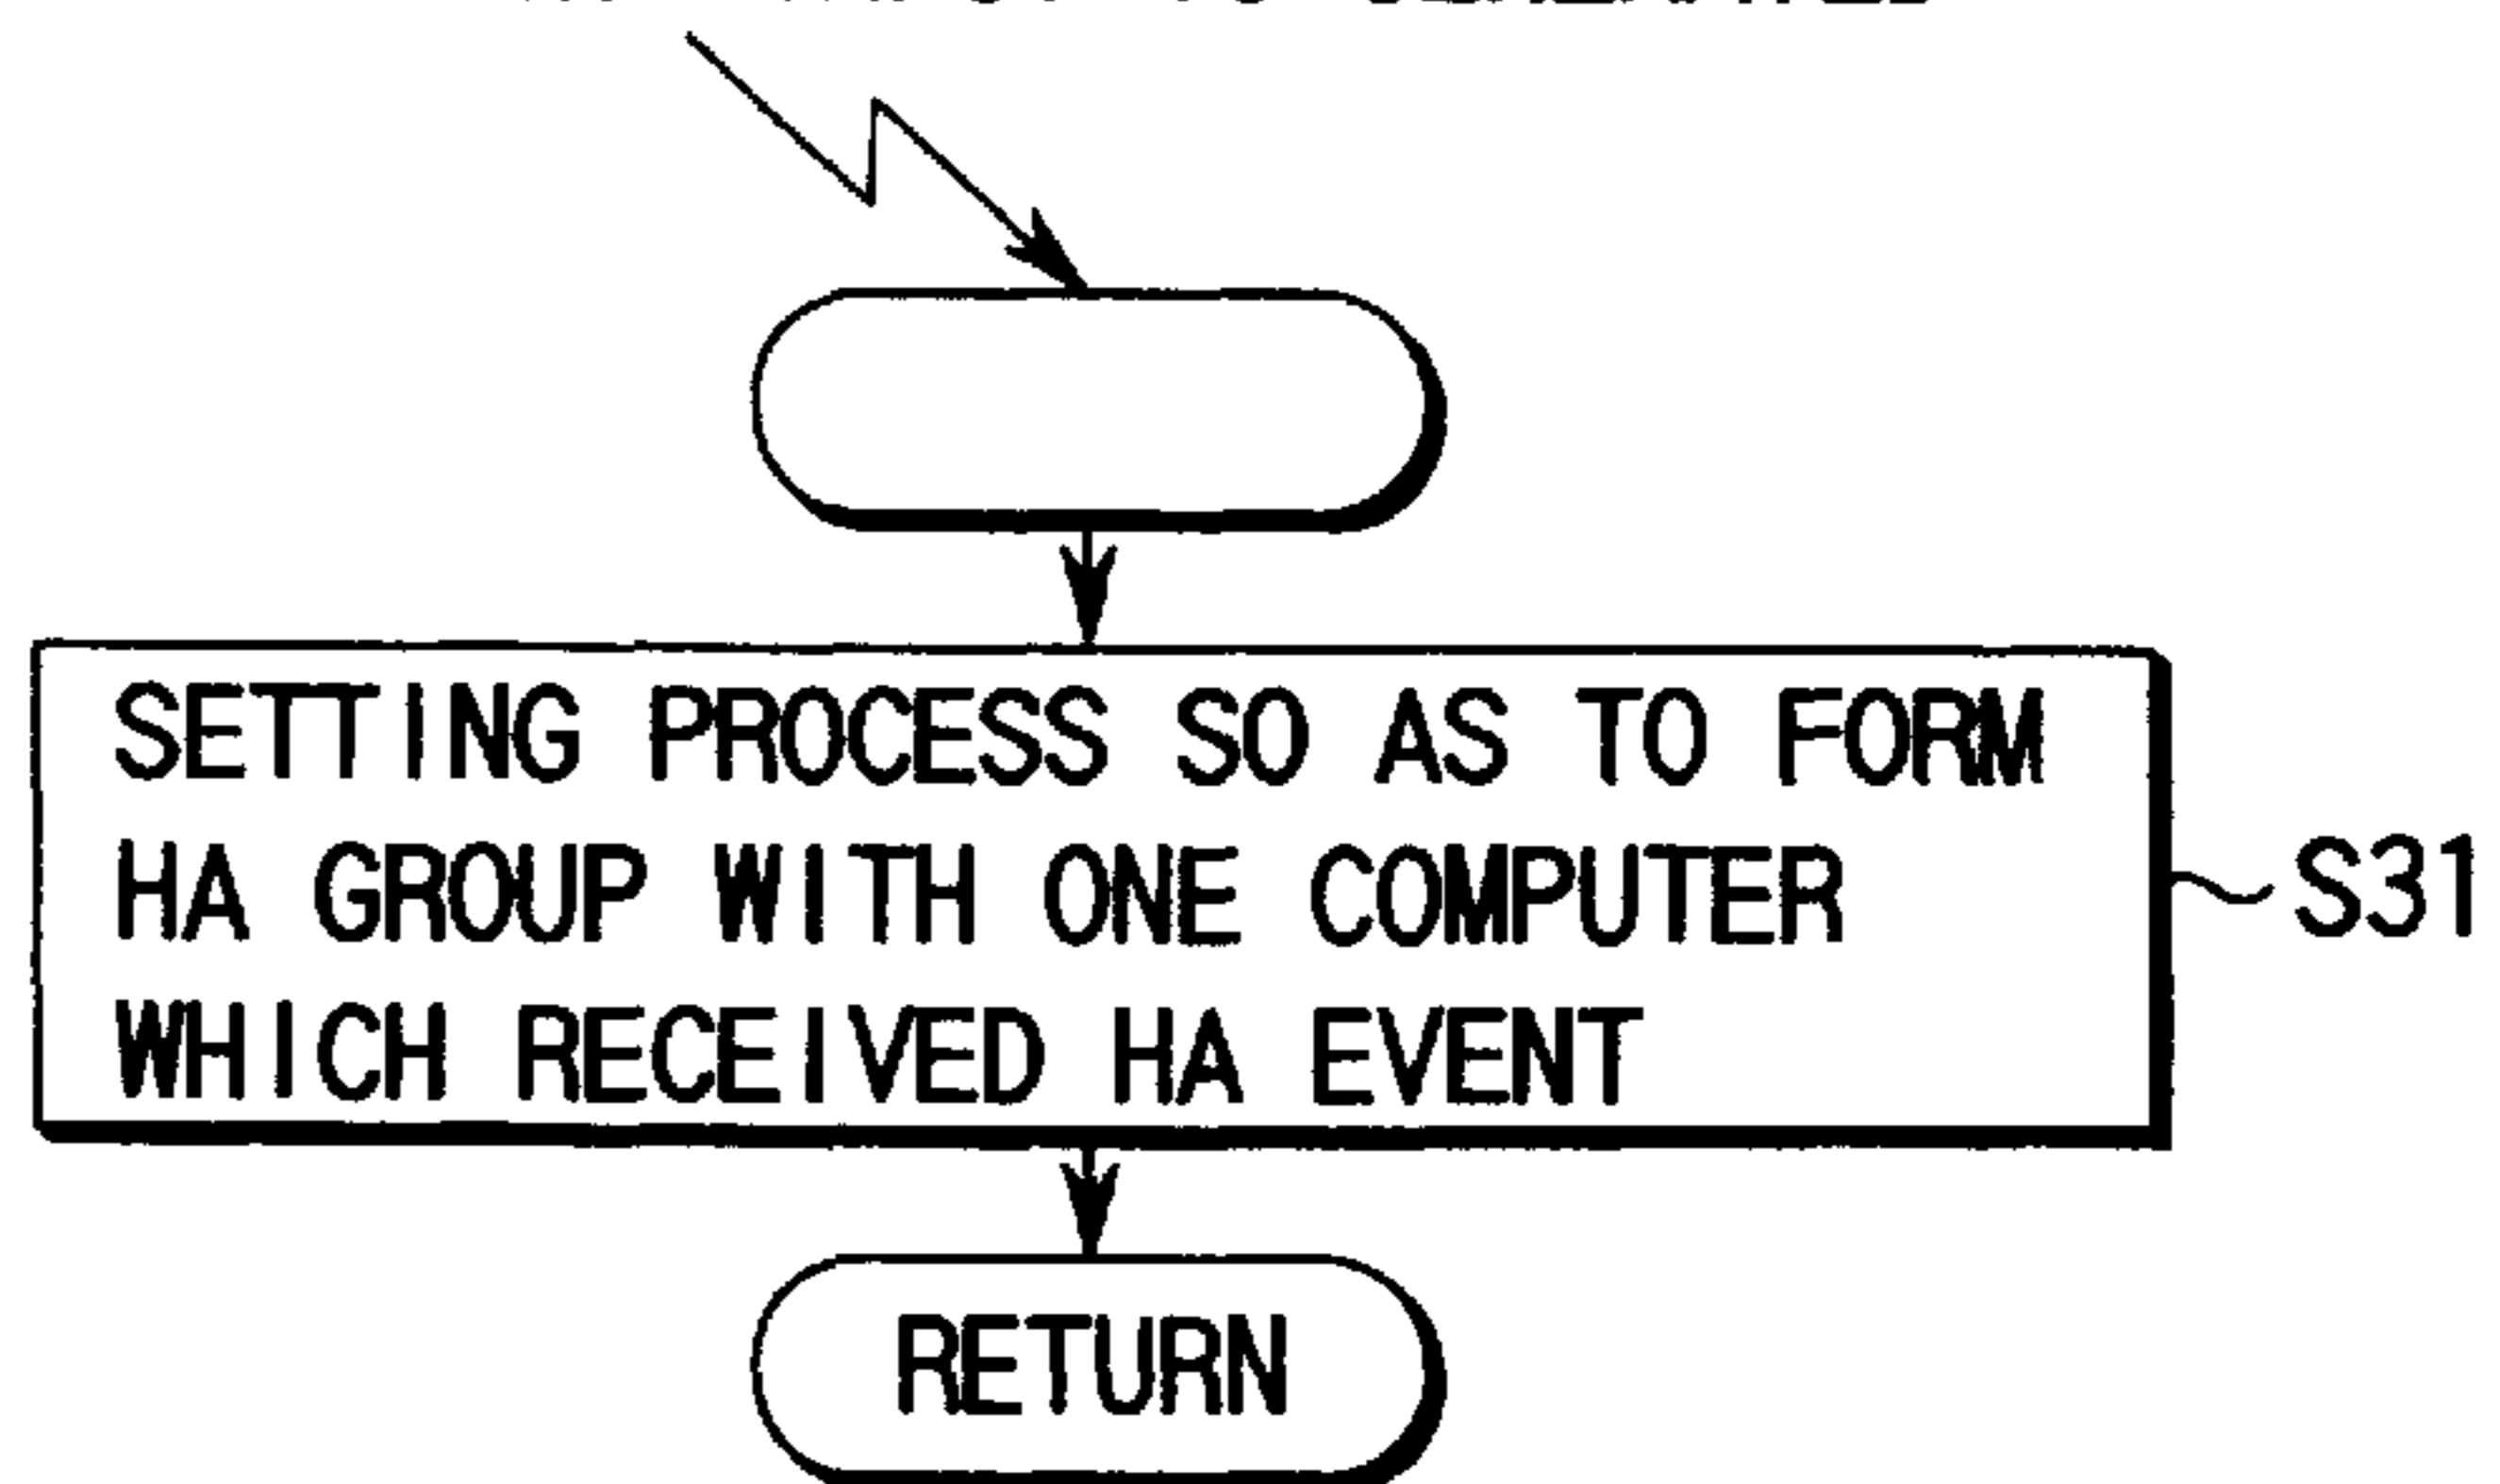 SETTING PROCESS SO AS TO FORM
HA GROUP WITH ONE COMPUTER
WHICH RECEIVED HA EVENT
S31
RETURN